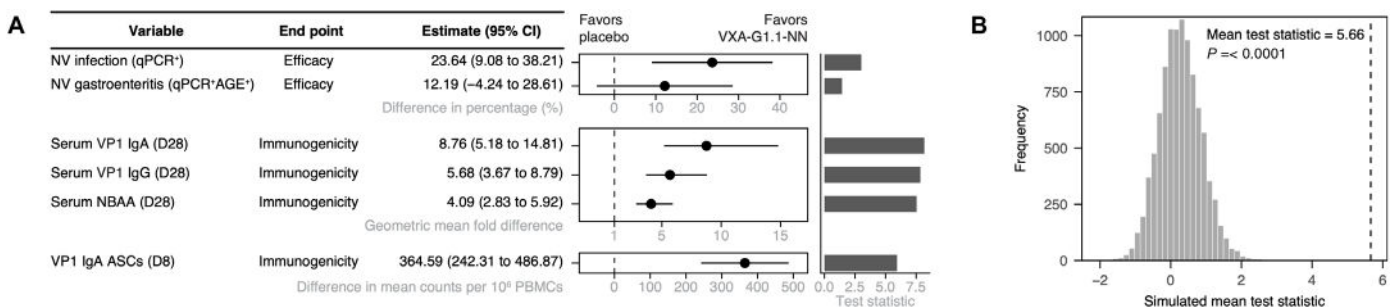 A
Variable End point Estimate (95% CI)
Favors placebo
Favors VXA-G1.1-NN
NV infection (qPCR⁺) Efficacy 23.64 (9.08 to 38.21)
NV gastroenteritis (qPCR⁺AGE⁺) Efficacy 12.19 (−4.24 to 28.61)
Difference in percentage (%)
0 10 20 30 40
Serum VP1 IgA (D28) Immunogenicity 8.76 (5.18 to 14.81)
Serum VP1 IgG (D28) Immunogenicity 5.68 (3.67 to 8.79)
Serum NBAA (D28) Immunogenicity 4.09 (2.83 to 5.92)
Geometric mean fold difference
1 5 10 15
VP1 IgA ASCs (D8) Immunogenicity 364.59 (242.31 to 486.87)
Difference in mean counts per 10⁶ PBMCs
0 100 200 300 400 500
0.0 2.5 5.0 7.5
Test statistic
B
Mean test statistic = 5.66
P =< 0.0001
Frequency
1000
750
500
250
0
−2 0 2 4 6
Simulated mean test statistic